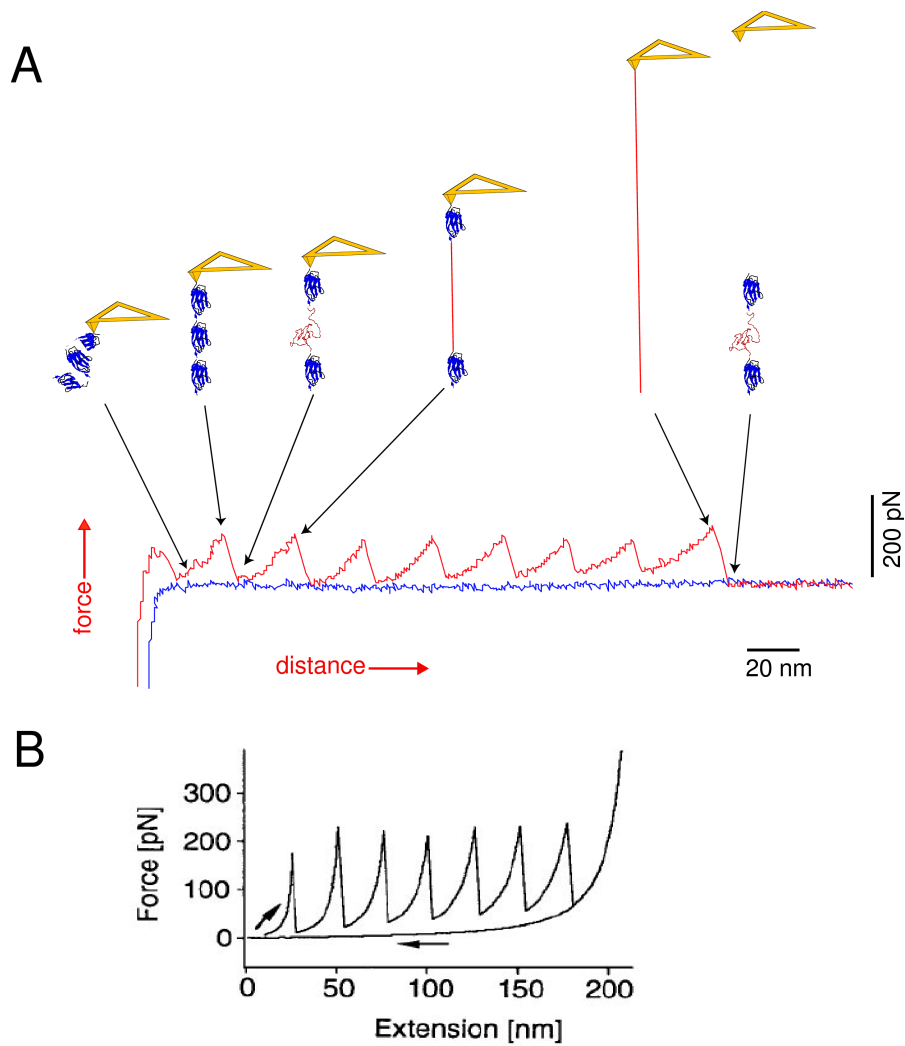 A
200 pN
force
distance
20 nm
B
Force [pN]
300
200
100
0
0
50
100
150
200
Extension [nm]